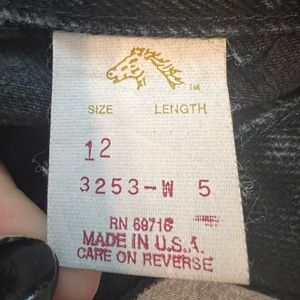 TM
SIZE LENGTH
12
3253-W 5
RN 69716
MADE IN U.S.A.
CARE ON REVERSE